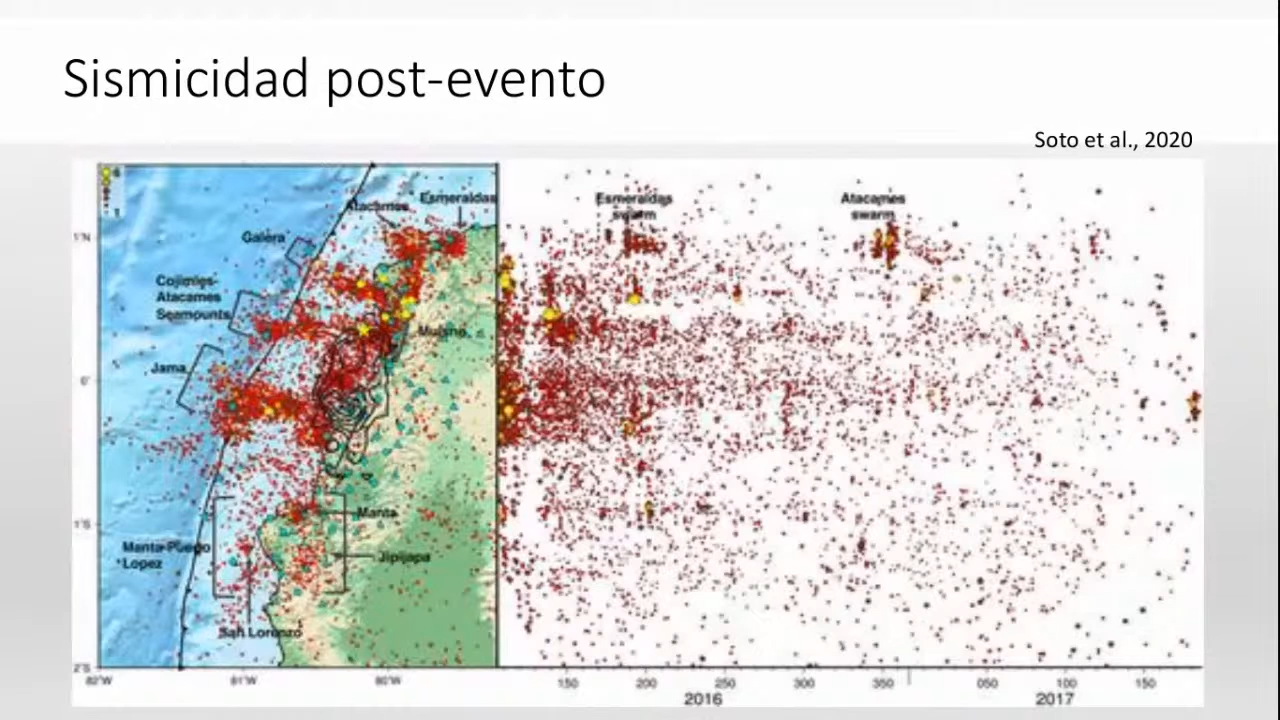 Sismicidad post-evento
Soto et al., 2020
6
1
Atacames
Esmeraldas
Galera
Cojimies-
Atacames
Seamounts
Muisne
Jama
Manta
Manta-Puerto
Lopez
Jipijapa
San Lorenzo
Esmeraldas
swarm
Atacames
swarm
1°N
0°
1°S
2°S
82°W
81°W
80°W
150
200
250
300
350
050
100
150
2016
2017